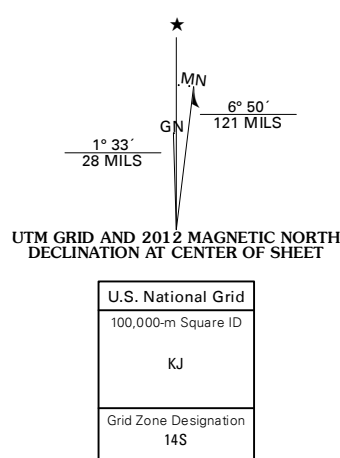 ★
MN
GN
6° 50´
121 MILS
1° 33´
28 MILS
UTM GRID AND 2012 MAGNETIC NORTH
DECLINATION AT CENTER OF SHEET
U.S. National Grid
100,000-m Square ID
KJ
Grid Zone Designation
14S